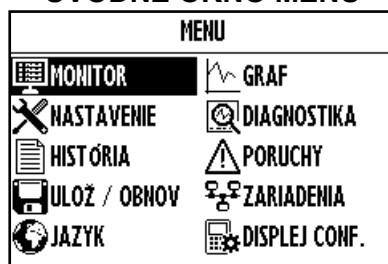 ÚVODNÉ OKNO MENU
MENU
MONITOR
GRAF
NASTAVENIE
DIAGNOSTIKA
HISTÓRIA
PORUCHY
ULOŽ / OBNOV
ZARIADENIA
JAZYK
DISPLEJ CONF.